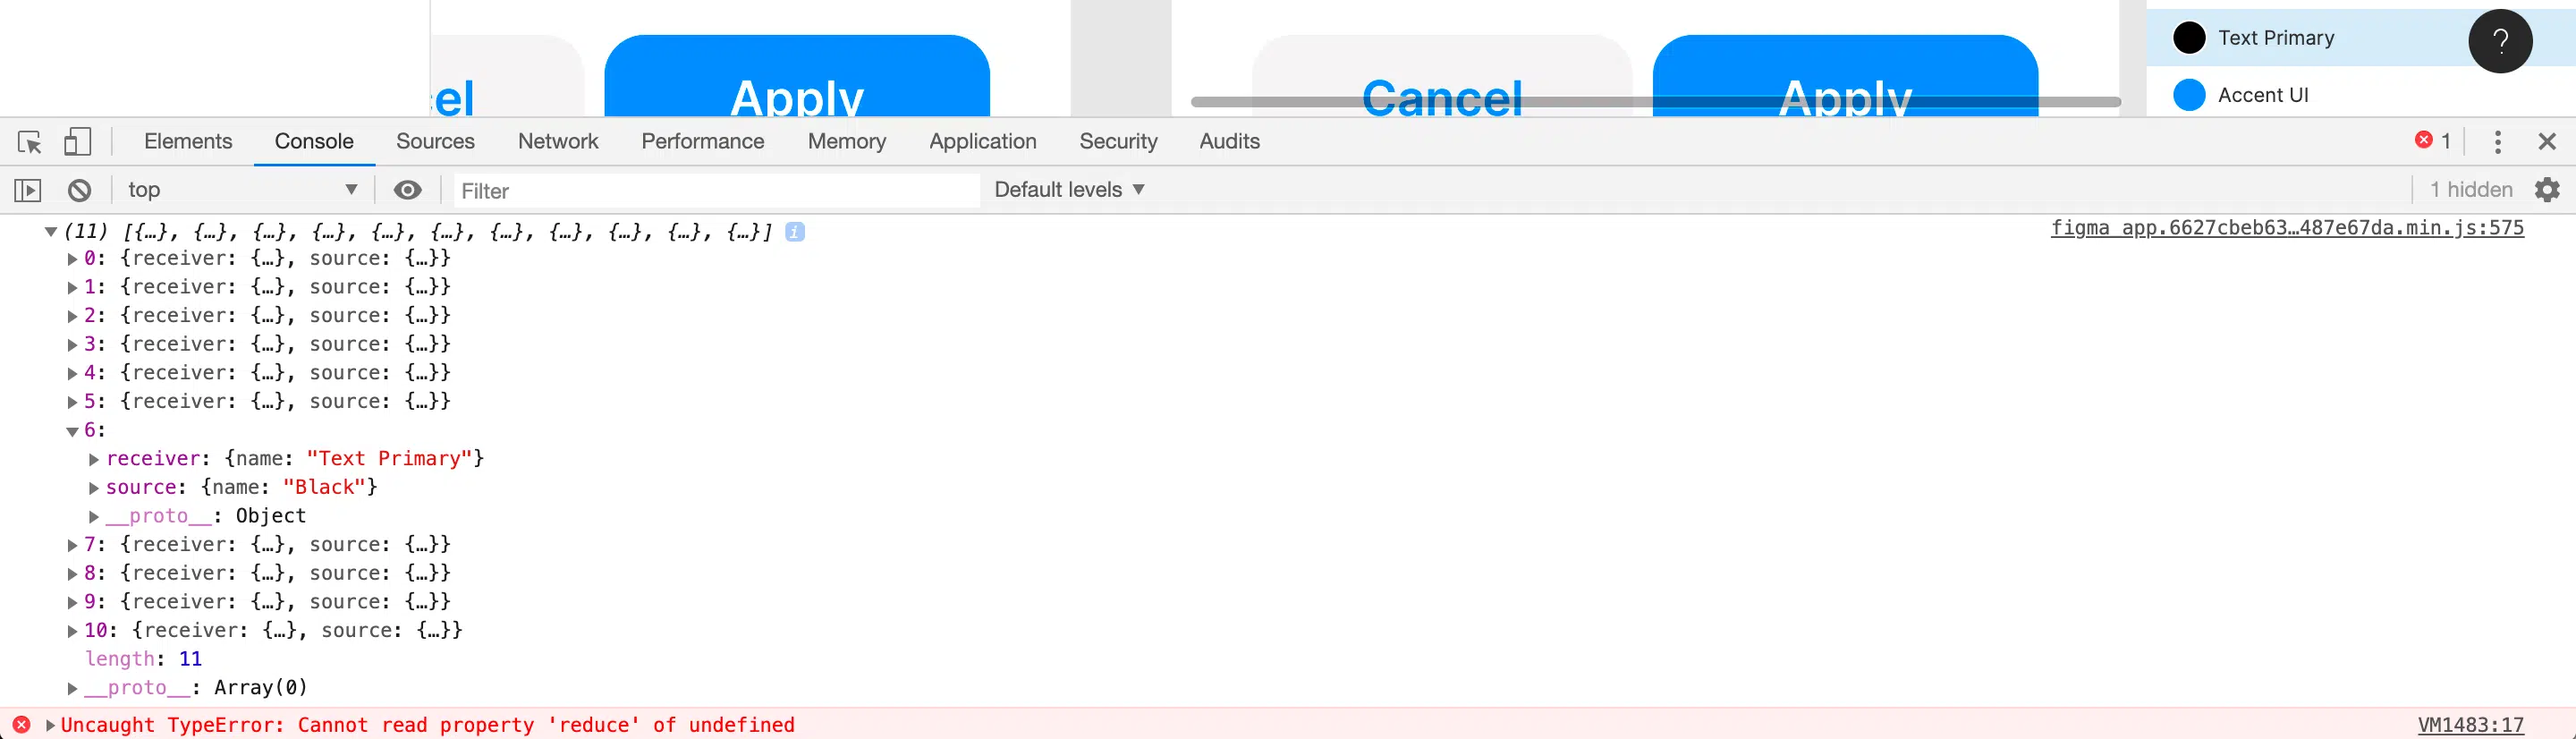 Text Primary
?
el
Apply
Cancel
Apply
Accent UI
Elements Console Sources Network Performance Memory Application Security Audits 1
top Filter Default levels 1 hidden
(11) [{…}, {…}, {…}, {…}, {…}, {…}, {…}, {…}, {…}, {…}, {…}] i figma_app.6627cbeb63…487e67da.min.js:575
0: {receiver: {…}, source: {…}}
1: {receiver: {…}, source: {…}}
2: {receiver: {…}, source: {…}}
3: {receiver: {…}, source: {…}}
4: {receiver: {…}, source: {…}}
5: {receiver: {…}, source: {…}}
6:
receiver: {name: "Text Primary"}
source: {name: "Black"}
__proto__: Object
7: {receiver: {…}, source: {…}}
8: {receiver: {…}, source: {…}}
9: {receiver: {…}, source: {…}}
10: {receiver: {…}, source: {…}}
length: 11
__proto__: Array(0)
Uncaught TypeError: Cannot read property 'reduce' of undefined VM1483:17